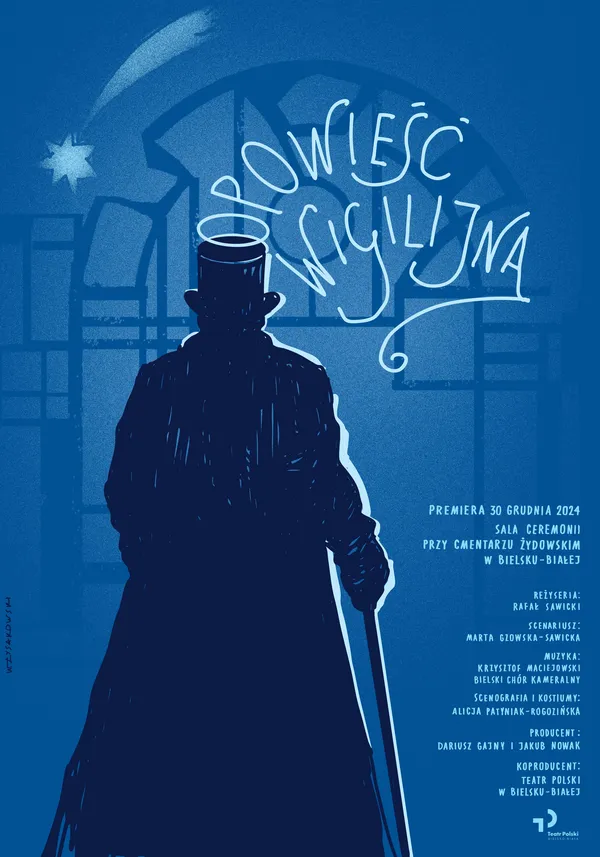 OPOWIEŚĆ
WIGILIJNA
PREMIERA 30 GRUDNIA 2024
SALA CEREMONII
PRZY CMENTARZU ŻYDOWSKIM
W BIELSKU-BIAŁEJ
REŻYSERIA:
RAFAŁ SAWICKI
SCENARIUSZ:
MARTA GZOWSKA-SAWICKA
MUZYKA:
KRZYSZTOF MACIEJOWSKI
BIELSKI CHÓR KAMERALNY
SCENOGRAFIA I KOSTIUMY:
ALICJA PATYNIAK-ROGOZIŃSKA
PRODUCENT:
DARIUSZ GAJNY I JAKUB NOWAK
KOPRODUCENT:
TEATR POLSKI
W BIELSKU-BIAŁEJ
Teatr Polski
BIELSKO-BIAŁA